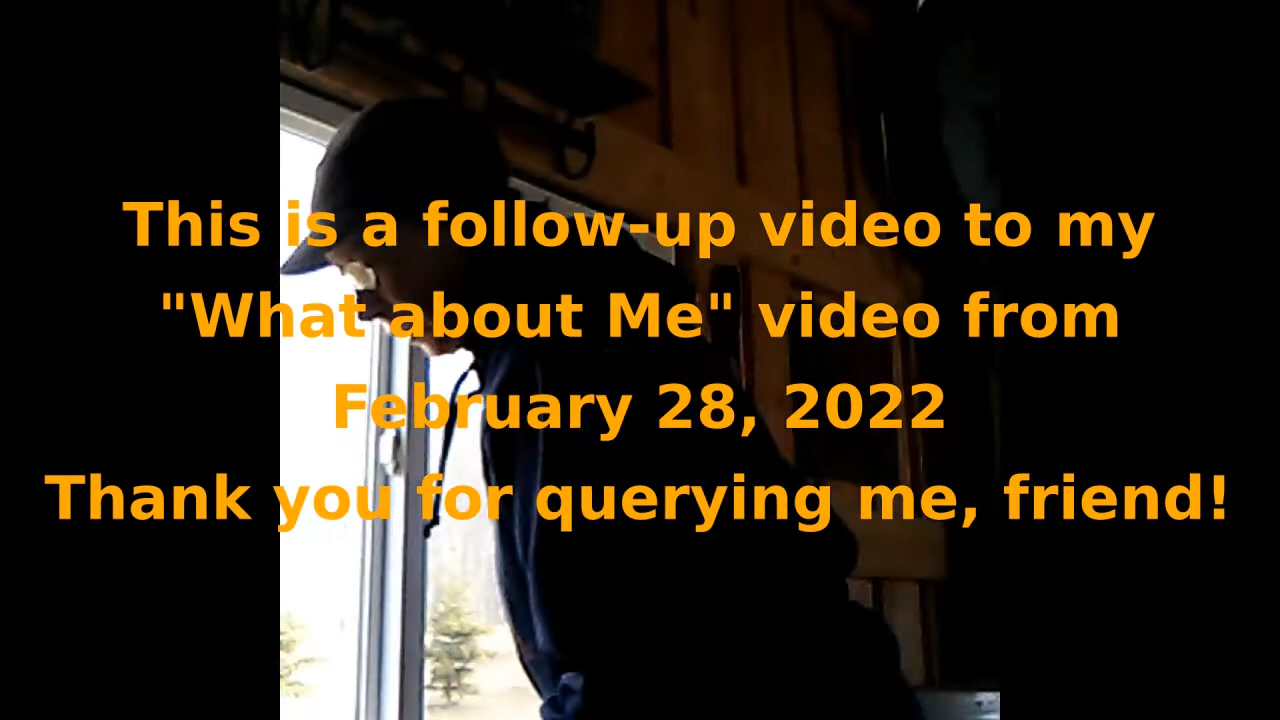 This is a follow-up video to my
"What about Me" video from
February 28, 2022
Thank you for querying me, friend!